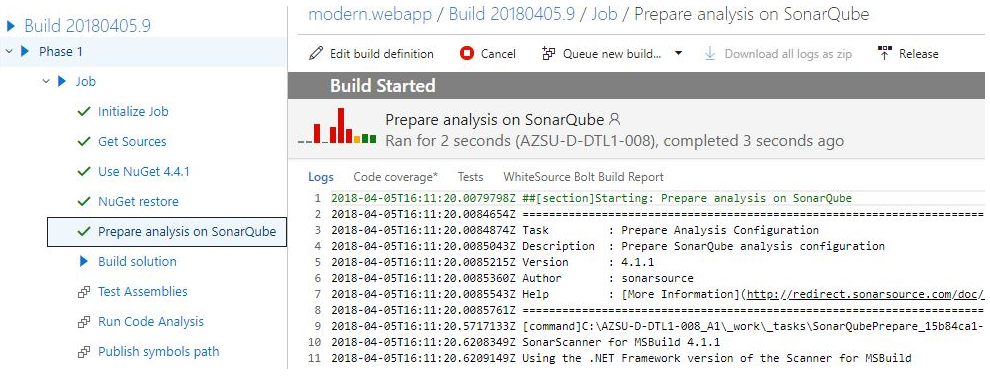 Build 20180405.9
Phase 1
Job
Initialize Job
Get Sources
Use NuGet 4.4.1
NuGet restore
Prepare analysis on SonarQube
Build solution
Test Assemblies
Run Code Analysis
Publish symbols path
modern.webapp / Build 20180405.9 / Job / Prepare analysis on SonarQube
Edit build definition Cancel Queue new build... Download all logs as zip Release
Build Started
Prepare analysis on SonarQube
Ran for 2 seconds (AZSU-D-DTL1-008), completed 3 seconds ago
Logs Code coverage* Tests WhiteSource Bolt Build Report
1 2018-04-05T16:11:20.0079798Z ##[section]Starting: Prepare analysis on SonarQube
2 2018-04-05T16:11:20.0084654Z ==============================================================================
3 2018-04-05T16:11:20.0084874Z Task : Prepare Analysis Configuration
4 2018-04-05T16:11:20.0085043Z Description : Prepare SonarQube analysis configuration
5 2018-04-05T16:11:20.0085215Z Version : 4.1.1
6 2018-04-05T16:11:20.0085360Z Author : sonarsource
7 2018-04-05T16:11:20.0085543Z Help : [More Information](http://redirect.sonarsource.com/doc/
8 2018-04-05T16:11:20.0085761Z ==============================================================================
9 2018-04-05T16:11:20.5717133Z [command]C:\AZSU-D-DTL1-008_A1\_work\_tasks\SonarQubePrepare_15b84ca1-
10 2018-04-05T16:11:20.6208349Z SonarScanner for MSBuild 4.1.1
11 2018-04-05T16:11:20.6209149Z Using the .NET Framework version of the Scanner for MSBuild